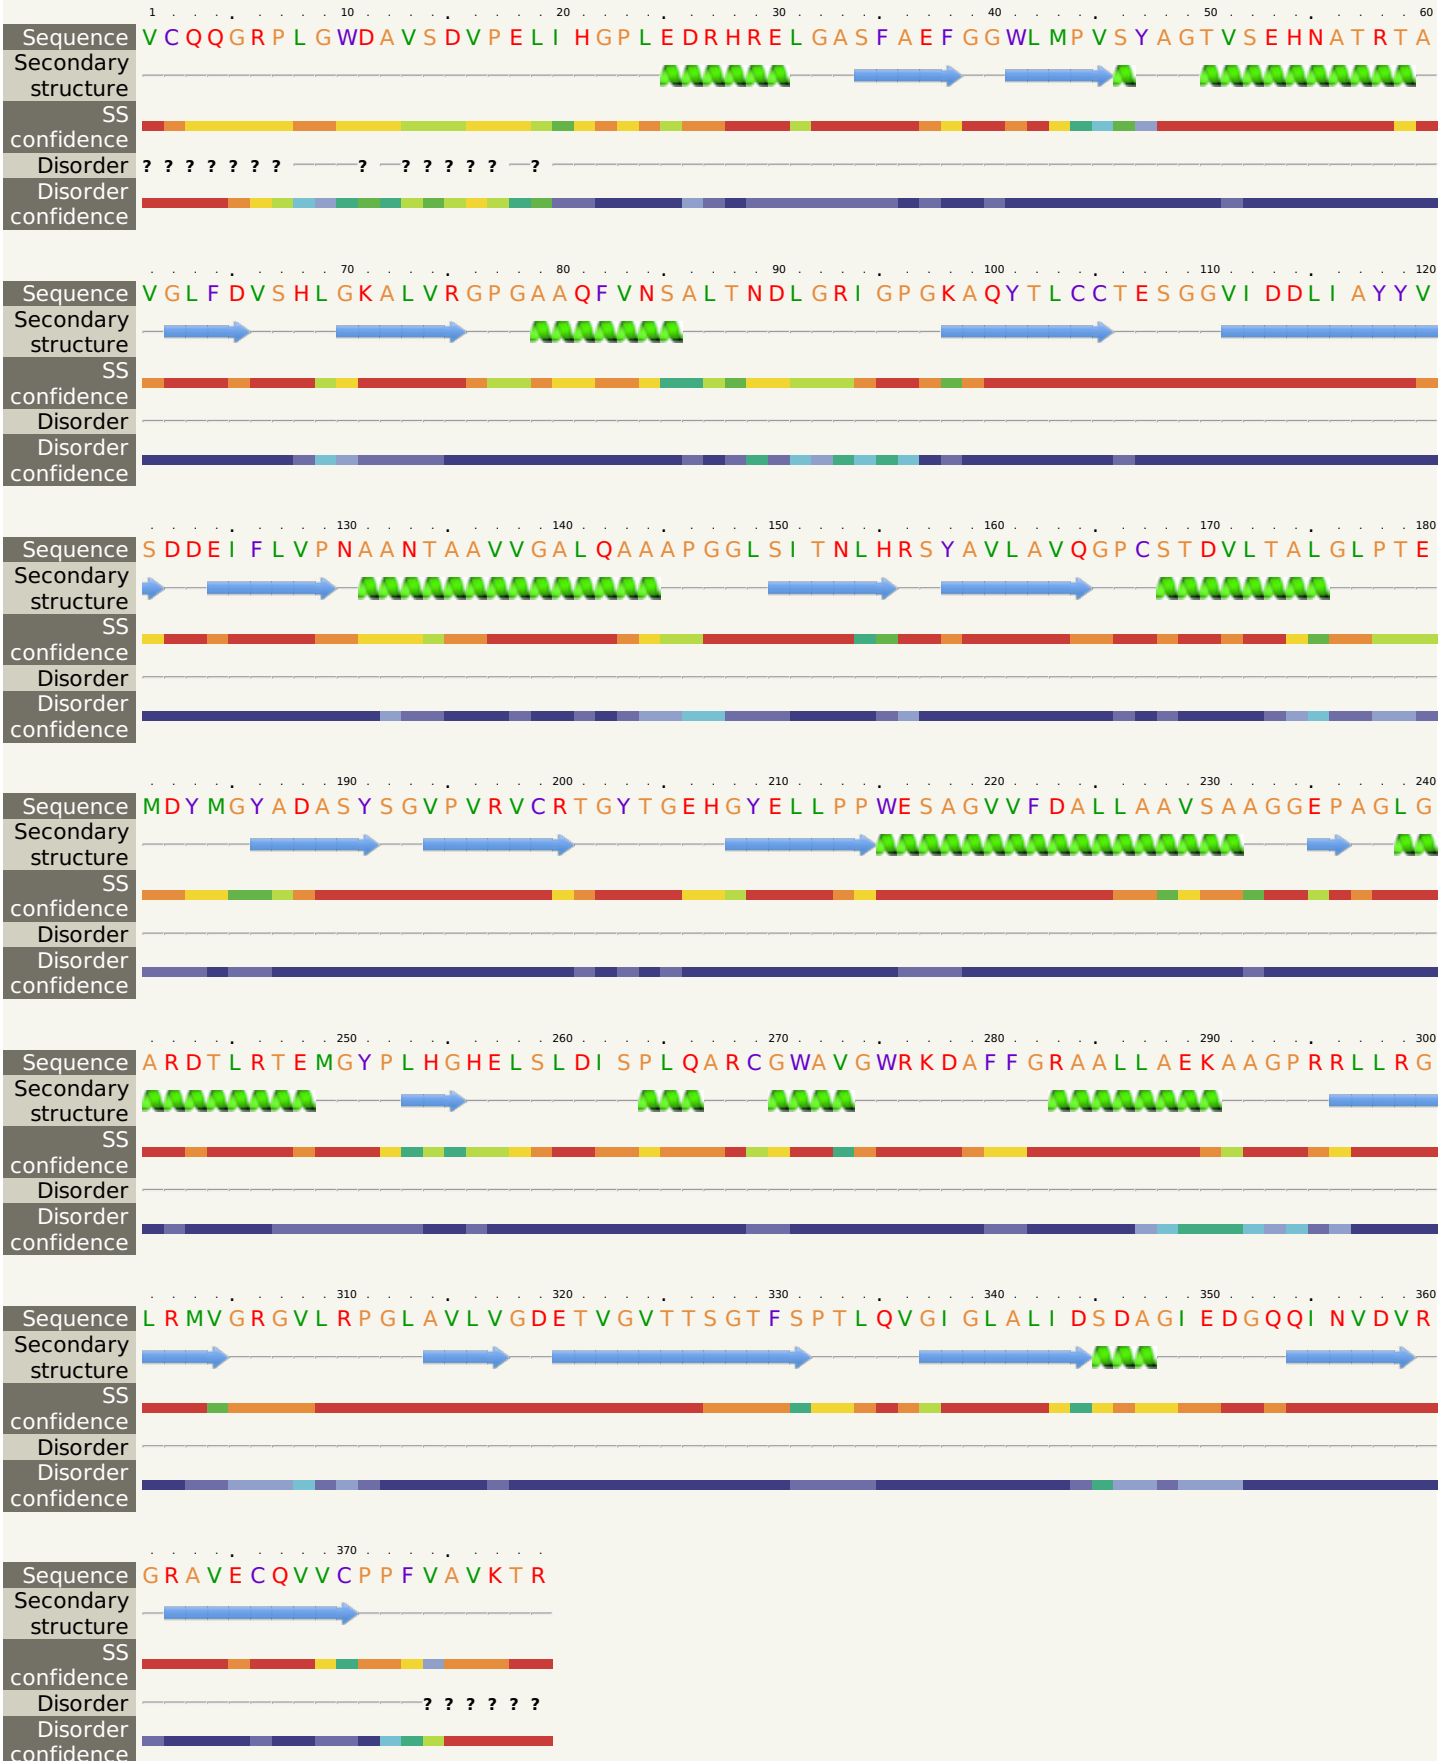 1 10 20 30 40 50 60
Sequence VCQQGRPLGWDAVSDVPELIHGPLEDRHRELGASFAEFGGWLMPVSYAGTVSEHNATRTA
Secondary
structure
SS
confidence
Disorder ? ? ? ? ? ? ? ? ? ? ? ? ? ?
Disorder
confidence
70 80 90 100 110 120
Sequence VGLFDVSHLGKALVRGPGAAQFVNSALTNDLGRIGPGKAQYTLCCTESGGVIDDLIAYYV
Secondary
structure
SS
confidence
Disorder
Disorder
confidence
130 140 150 160 170 180
Sequence SDDEIFLVPNAANTAAVVGALQAAAPGGLSITNLHRSYAVLAVQGPCSTDVLTALGLPTE
Secondary
structure
SS
confidence
Disorder
Disorder
confidence
190 200 210 220 230 240
Sequence MDYMGYADASYSGVPVRVCRTGYTGEHGYELLPPWESAGVVFDALLAAVSAAGGEPAGLG
Secondary
structure
SS
confidence
Disorder
Disorder
confidence
250 260 270 280 290 300
Sequence ARDTLRTEMGYPLHGHELSLDISPLQARCGWAVGWRKDAFFGRAALLAEKAAGPRRLLRG
Secondary
structure
SS
confidence
Disorder
Disorder
confidence
310 320 330 340 350 360
Sequence LRMVGRGVLRPGLAVLVGDETVGVTTSGTFSPTLQVGIGLALIDSDAGIEDGQQINVDVR
Secondary
structure
SS
confidence
Disorder
Disorder
confidence
370
Sequence GRAVECQVVCPPFVAVKTR
Secondary
structure
SS
confidence
Disorder ? ? ? ? ? ?
Disorder
confidence